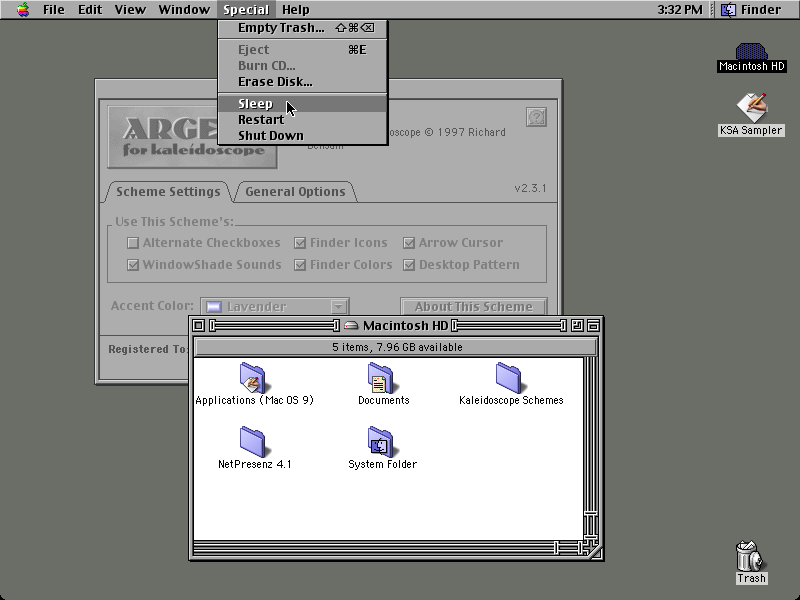 File Edit View Window Special Help 3:32 PM Finder
Empty Trash... ⇧⌘⌫
Eject ⌘E
Burn CD...
Erase Disk...
Sleep
Restart
Shut Down
Macintosh HD
KSA Sampler
ARGE
for kaleidoscope
oscope © 1997 Richard
v2.3.1
Scheme Settings
General Options
Use This Scheme's:
Alternate Checkboxes Finder Icons Arrow Cursor
WindowShade Sounds Finder Colors Desktop Pattern
Accent Color: Lavender About This Scheme
Registered To:
Macintosh HD
5 items, 7.96 GB available
Applications (Mac OS 9) Documents Kaleidoscope Schemes
NetPresenz 4.1 System Folder
Trash